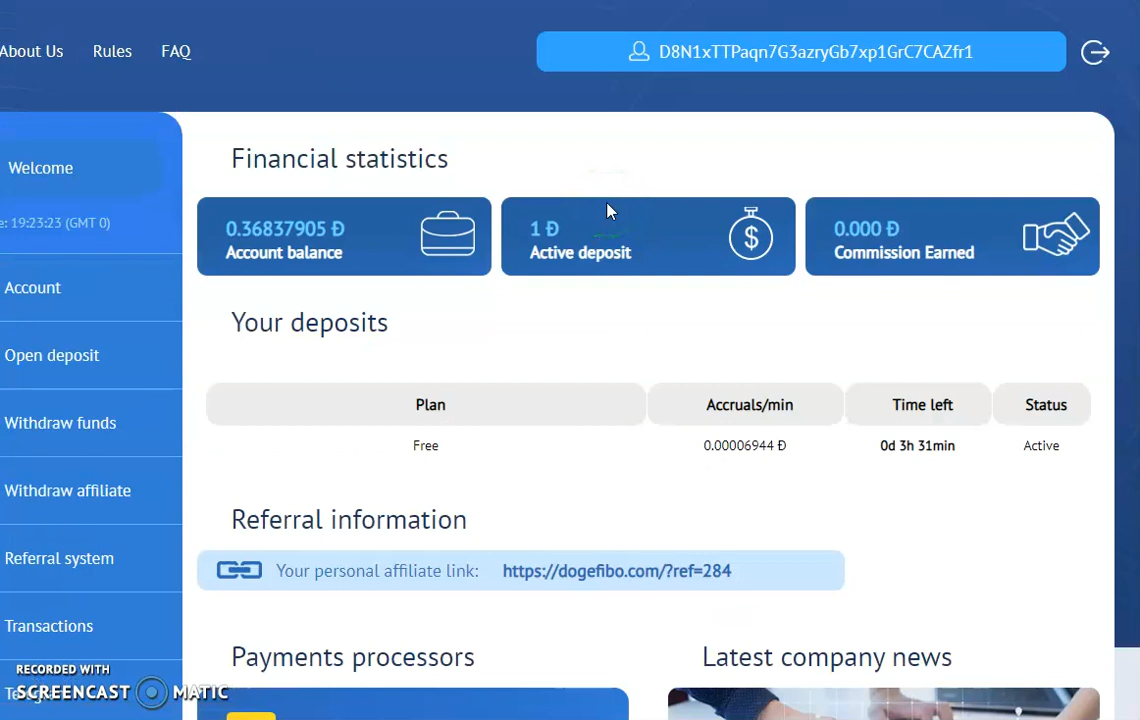 About Us Rules FAQ
D8N1xTTPaqn7G3azryGb7xp1GrC7CAZfr1
Welcome
e: 19:23:23 (GMT 0)
Account
Open deposit
Withdraw funds
Withdraw affiliate
Referral system
Transactions
Financial statistics
0.36837905 Ð
Account balance
1 Ð
Active deposit
0.000 Ð
Commission Earned
Your deposits
Plan Accruals/min Time left Status
Free 0.00006944 Ð 0d 3h 31min Active
Referral information
Your personal affiliate link: https://dogefibo.com/?ref=284
Payments processors
Latest company news
RECORDED WITH
SCREENCAST MATIC